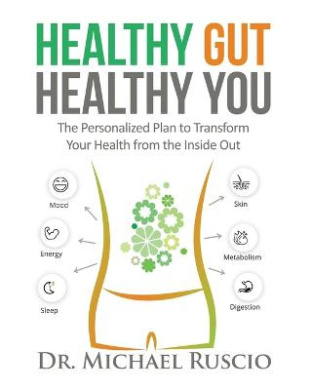 HEALTHY GUT
HEALTHY YOU
The Personalized Plan to Transform
Your Health from the Inside Out
Mood
Skin
Energy
Metabolism
Sleep
Digestion
DR. MICHAEL RUSCIO